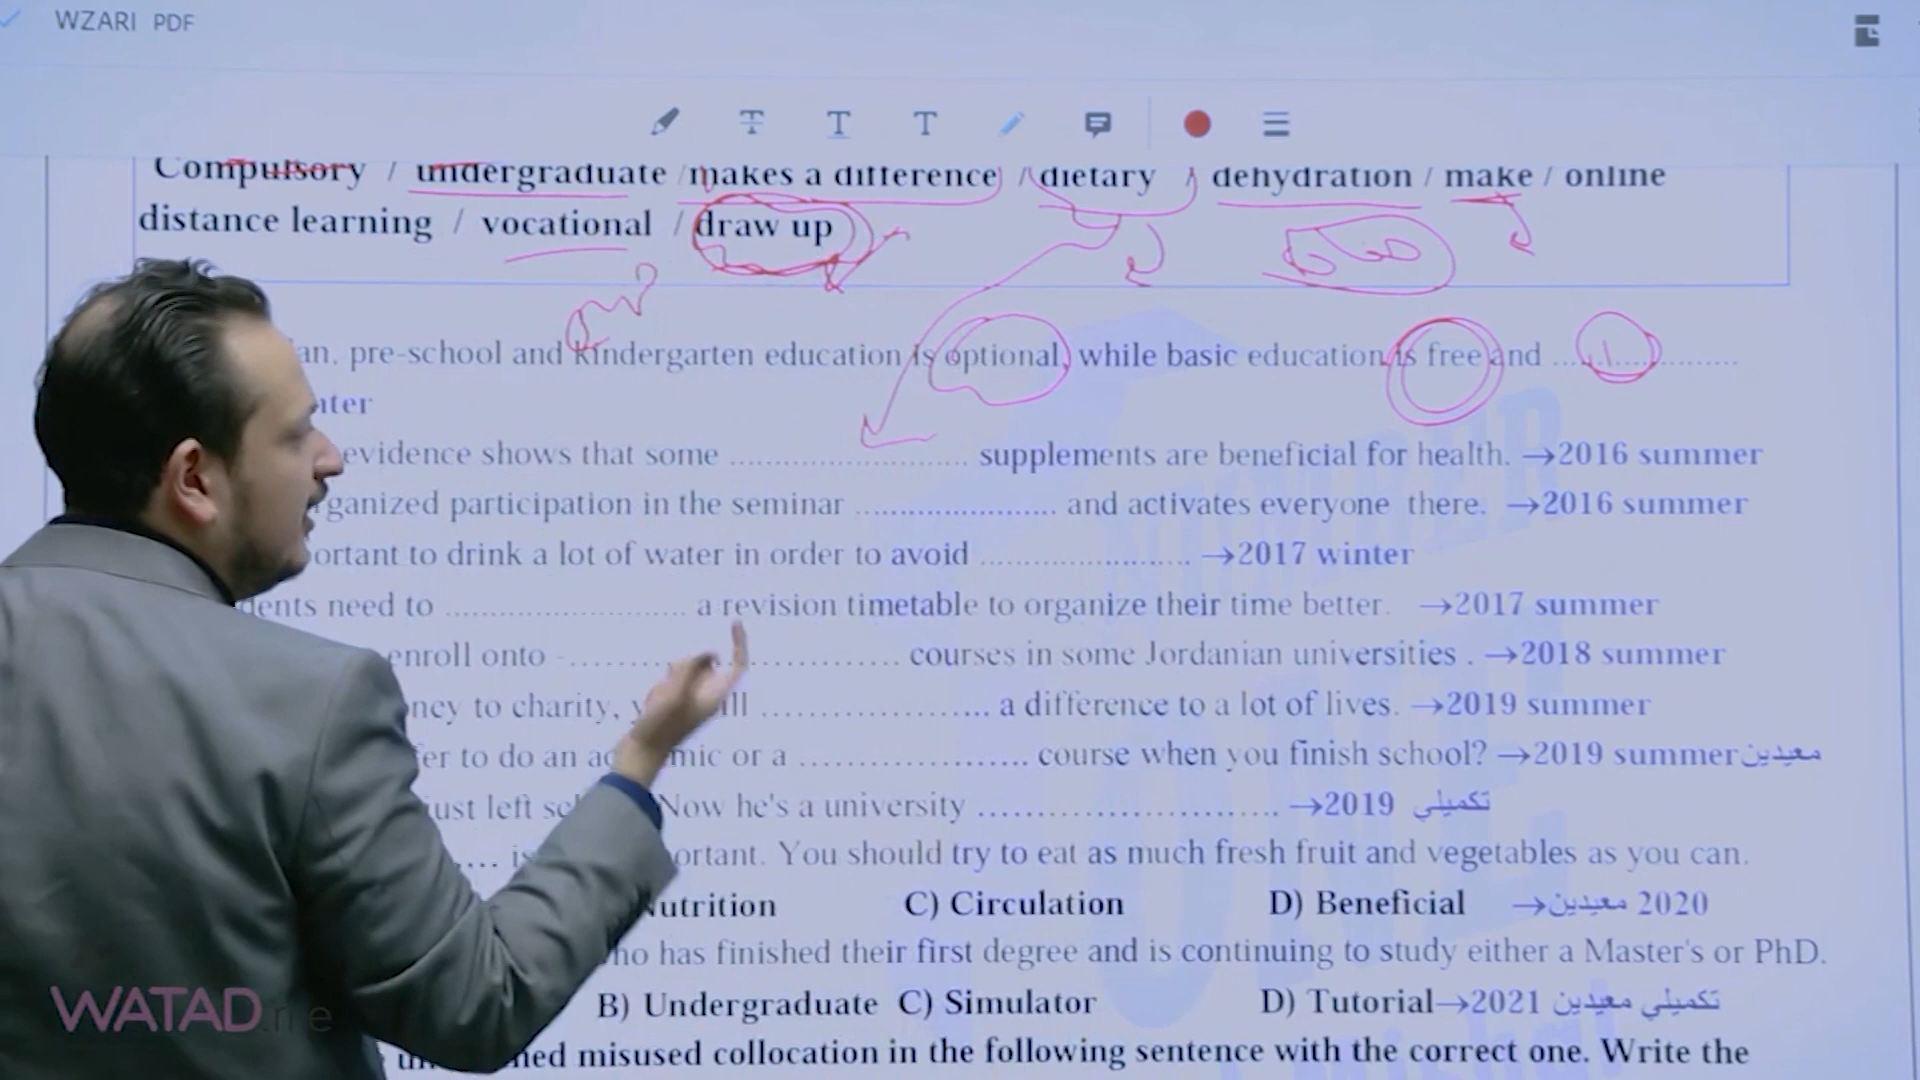 WZARI PDF
Compulsory / undergraduate / makes a difference / dietary / dehydration / make / online
distance learning / vocational / draw up
an, pre-school and kindergarten education is optional, while basic education is free and ....................
nter
evidence shows that some ........................ supplements are beneficial for health. →2016 summer
ganized participation in the seminar .................... and activates everyone there. →2016 summer
ortant to drink a lot of water in order to avoid ..................... →2017 winter
dents need to ........................ a revision timetable to organize their time better. →2017 summer
enroll onto ................................. courses in some Jordanian universities . →2018 summer
ney to charity, y ll ....................... a difference to a lot of lives. →2019 summer
er to do an ac mic or a ....................... course when you finish school? →2019 summer معيدين
just left sc Now he's a university .............................. →2019 تكميلي
.... is ortant. You should try to eat as much fresh fruit and vegetables as you can.
Nutrition C) Circulation D) Beneficial →معيدين 2020
ho has finished their first degree and is continuing to study either a Master's or PhD.
B) Undergraduate C) Simulator D) Tutorial→2021 تكميلي معيدين
un ned misused collocation in the following sentence with the correct one. Write the
WATAD.me